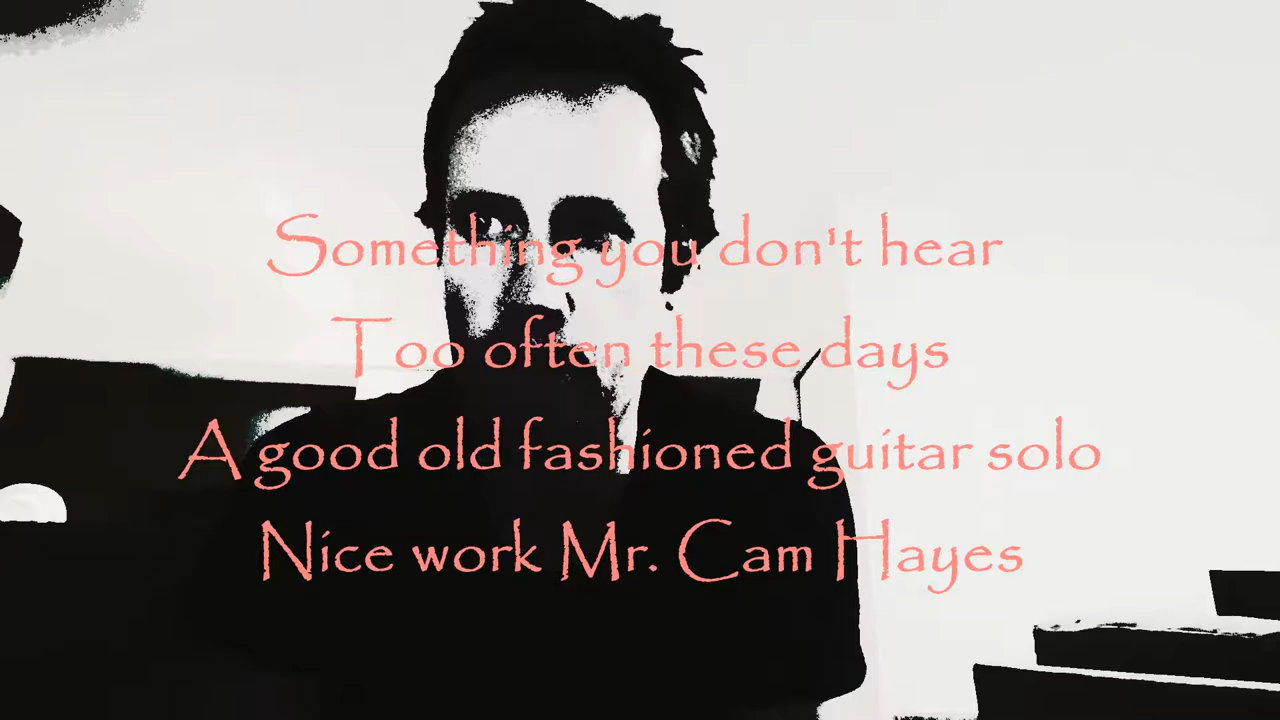 Something you don't hear
Too often these days
A good old fashioned guitar solo
Nice work Mr. Cam Hayes